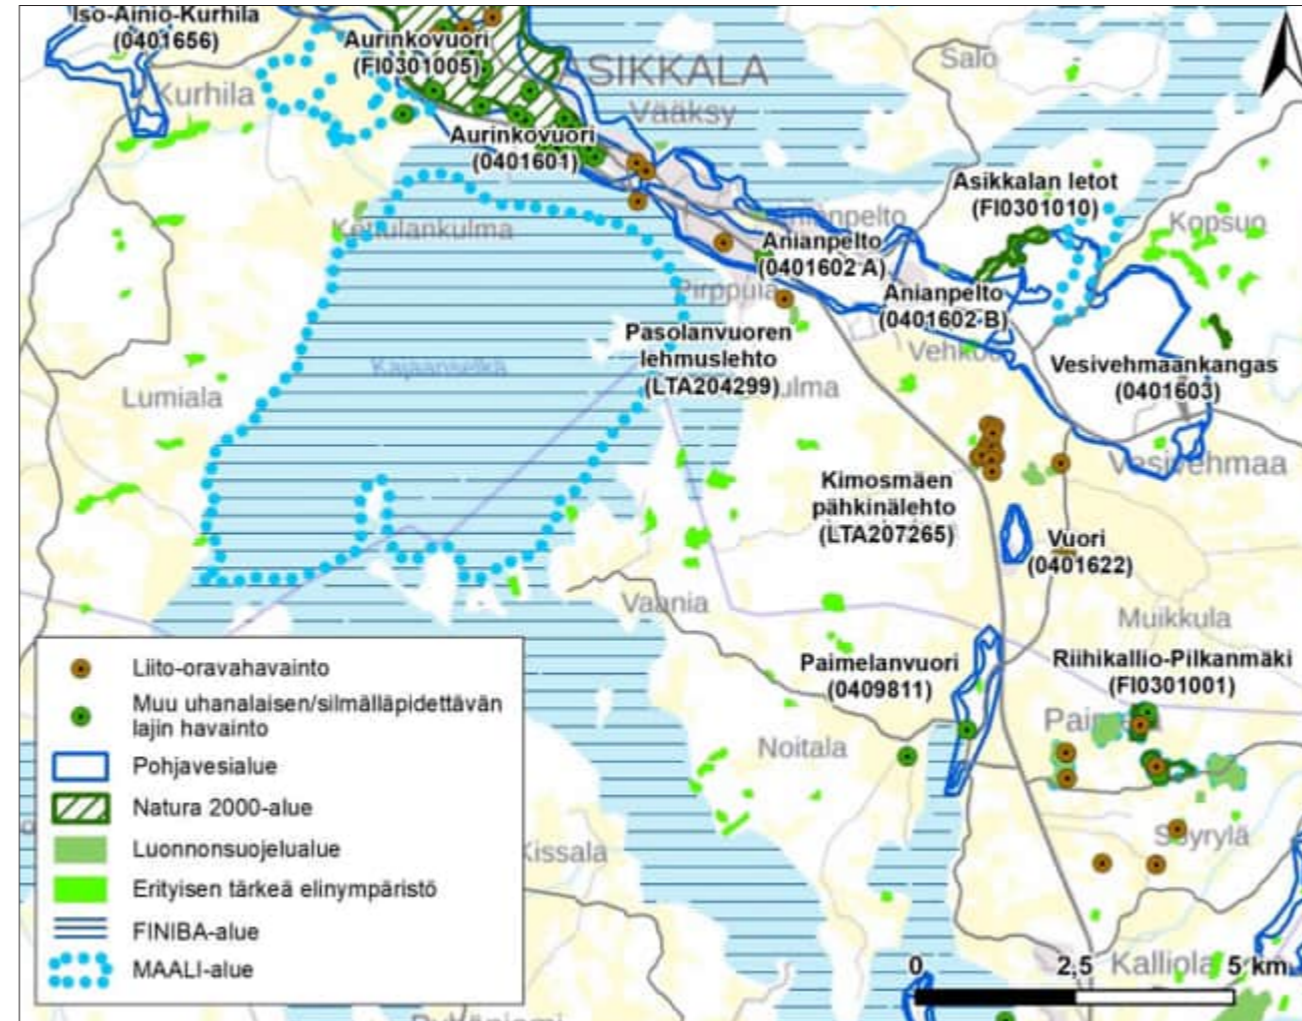 Iso-Ainio-Kurhila
(0401656)
Aurinkovuori
(FI0301005)
ASIKKALA
Vääksy
Salo
Kurhila
Aurinkovuori
(0401601)
Asikkalan letot
(FI0301010)
Kopsuo
Kettulankulma
Anianpelto
Anianpelto
(0401602 A)
Pirppula
Anianpelto
(0401602 B)
Pasolanvuoren
lehmuslehto
(LTA204299)
Vesivehmaankangas
(0401603)
Kajaanselkä
Lumiala
Vesivehmaa
Kimosmäen
pähkinälehto
(LTA207265)
Vuori
(0401622)
Vaania
Muikkula
Paimelanvuori
(0409811)
Riihikallio-Pilkanmäki
(FI0301001)
Noitala
Söyrylä
Kissala
Kalliola
Liito-oravahavainto
Muu uhanalaisen/silmälläpidettävän
lajin havainto
Pohjavesialue
Natura 2000-alue
Luonnonsuojelualue
Erityisen tärkeä elinympäristö
FINIBA-alue
MAALI-alue
0 2,5 5 km